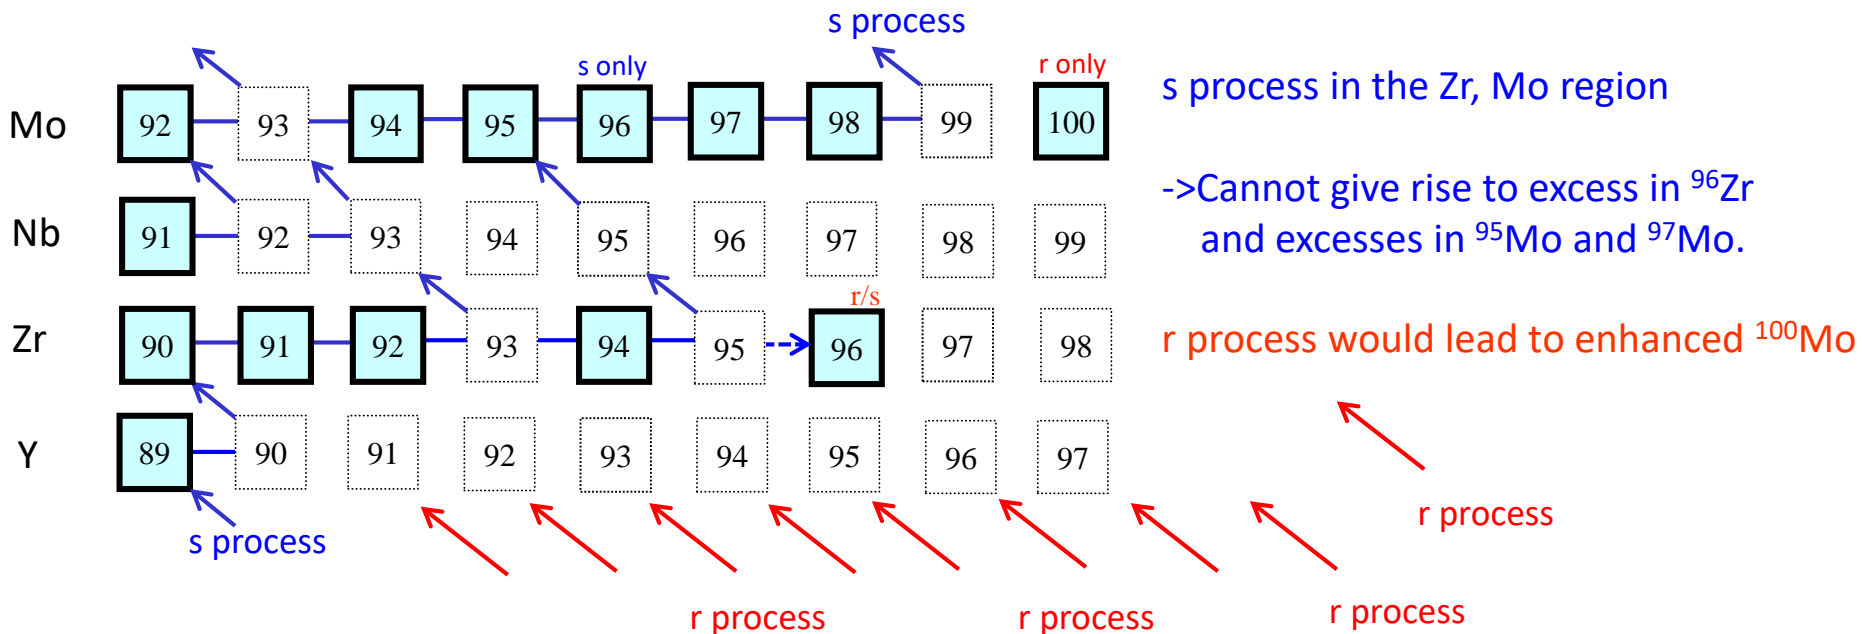 s process
s only
r only
Mo 92 93 94 95 96 97 98 99 100
s process in the Zr, Mo region
->Cannot give rise to excess in ⁹⁶Zr
and excesses in ⁹⁵Mo and ⁹⁷Mo.
Nb 91 92 93 94 95 96 97 98 99
r/s
Zr 90 91 92 93 94 95 96 97 98
r process would lead to enhanced ¹⁰⁰Mo
Y 89 90 91 92 93 94 95 96 97
s process
r process
r process
r process
r process